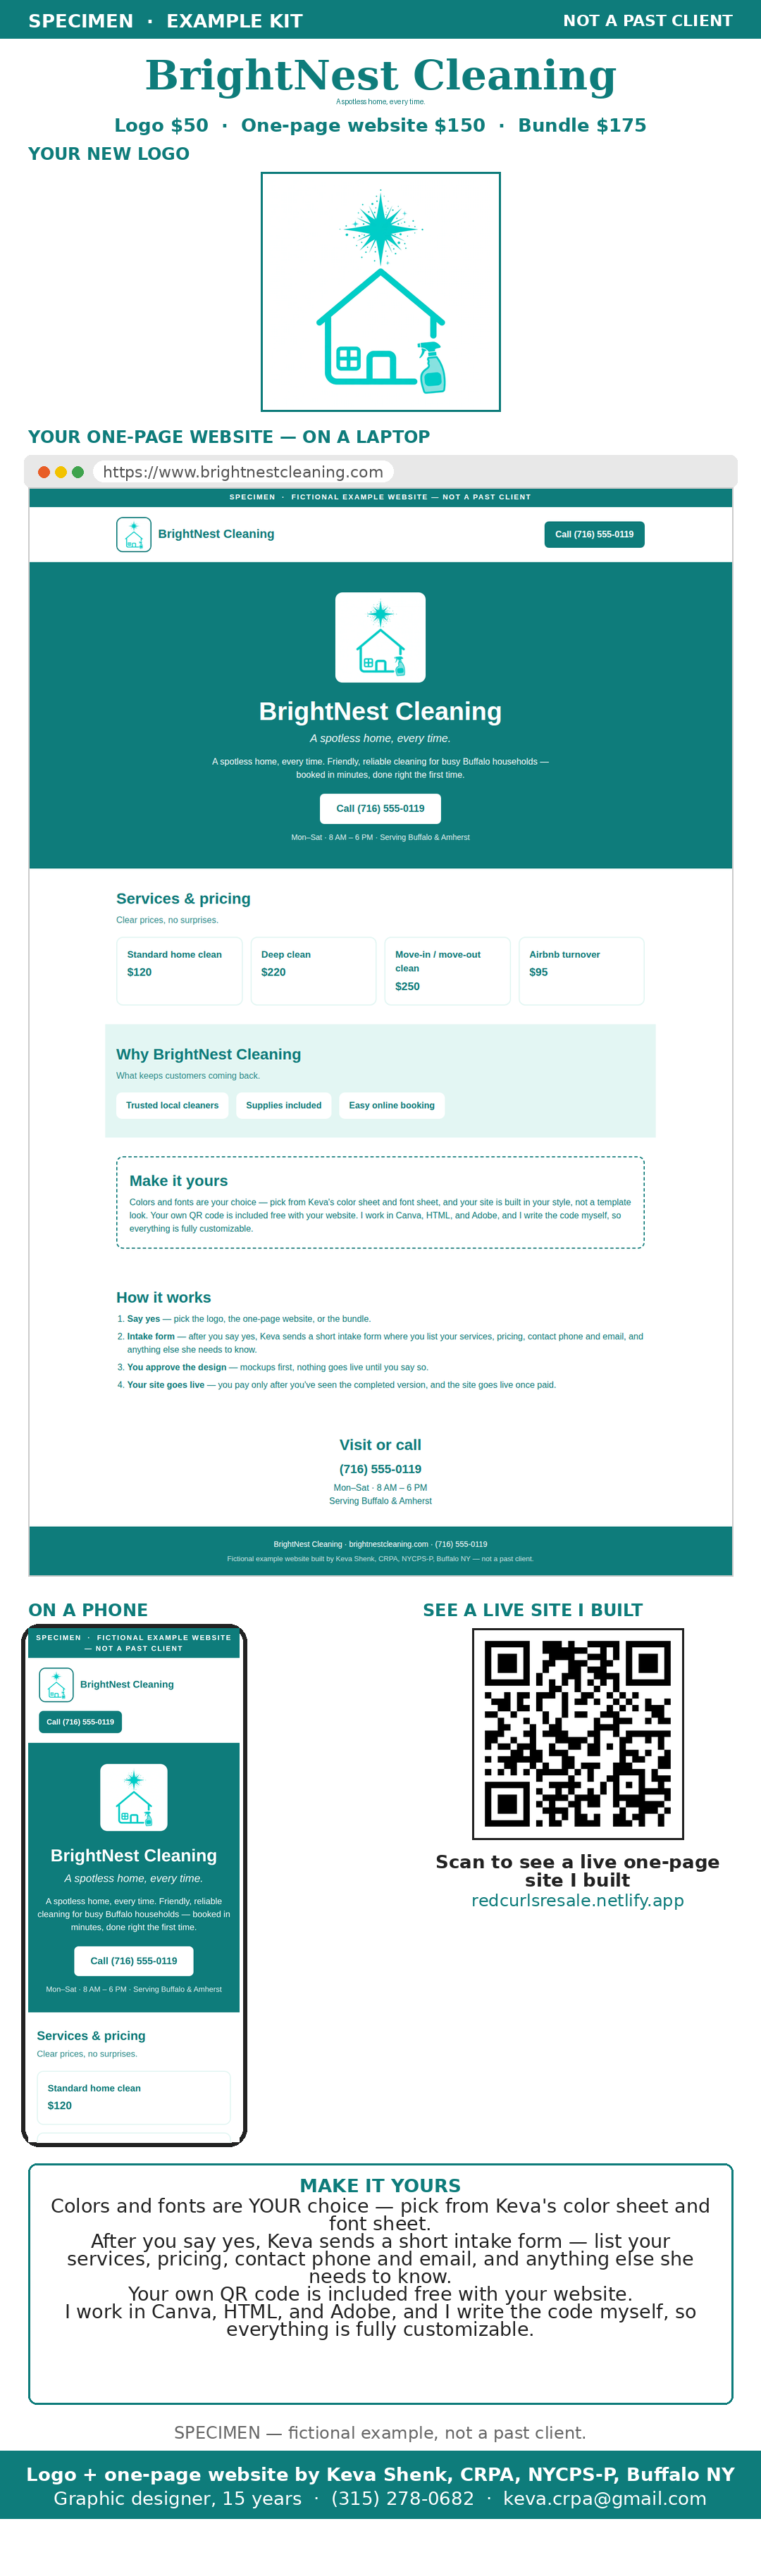 SPECIMEN · EXAMPLE KIT
NOT A PAST CLIENT
BrightNest Cleaning
A spotless home, every time.
Logo $50 · One-page website $150 · Bundle $175
YOUR NEW LOGO
YOUR ONE-PAGE WEBSITE — ON A LAPTOP
https://www.brightnestcleaning.com
SPECIMEN · FICTIONAL EXAMPLE WEBSITE — NOT A PAST CLIENT
BrightNest Cleaning
Call (716) 555-0119
BrightNest Cleaning
A spotless home, every time.
A spotless home, every time. Friendly, reliable cleaning for busy Buffalo households —
booked in minutes, done right the first time.
Call (716) 555-0119
Mon–Sat · 8 AM – 6 PM · Serving Buffalo & Amherst
Services & pricing
Clear prices, no surprises.
Standard home clean
$120
Deep clean
$220
Move-in / move-out
clean
$250
Airbnb turnover
$95
Why BrightNest Cleaning
What keeps customers coming back.
Trusted local cleaners
Supplies included
Easy online booking
Make it yours
Colors and fonts are your choice — pick from Keva's color sheet and font sheet, and your site is built in your style, not a template
look. Your own QR code is included free with your website. I work in Canva, HTML, and Adobe, and I write the code myself, so
everything is fully customizable.
How it works
1. Say yes — pick the logo, the one-page website, or the bundle.
2. Intake form — after you say yes, Keva sends a short intake form where you list your services, pricing, contact phone and email, and
anything else she needs to know.
3. You approve the design — mockups first, nothing goes live until you say so.
4. Your site goes live — you pay only after you've seen the completed version, and the site goes live once paid.
Visit or call
(716) 555-0119
Mon–Sat · 8 AM – 6 PM
Serving Buffalo & Amherst
BrightNest Cleaning · brightnestcleaning.com · (716) 555-0119
Fictional example website built by Keva Shenk, CRPA, NYCPS-P, Buffalo NY — not a past client.
ON A PHONE
SPECIMEN · FICTIONAL EXAMPLE WEBSITE
— NOT A PAST CLIENT
BrightNest Cleaning
Call (716) 555-0119
BrightNest Cleaning
A spotless home, every time.
A spotless home, every time. Friendly, reliable
cleaning for busy Buffalo households — booked in
minutes, done right the first time.
Call (716) 555-0119
Mon–Sat · 8 AM – 6 PM · Serving Buffalo & Amherst
Services & pricing
Clear prices, no surprises.
Standard home clean
$120
SEE A LIVE SITE I BUILT
Scan to see a live one-page
site I built
redcurlsresale.netlify.app
MAKE IT YOURS
Colors and fonts are YOUR choice — pick from Keva's color sheet and
font sheet.
After you say yes, Keva sends a short intake form — list your
services, pricing, contact phone and email, and anything else she
needs to know.
Your own QR code is included free with your website.
I work in Canva, HTML, and Adobe, and I write the code myself, so
everything is fully customizable.
SPECIMEN — fictional example, not a past client.
Logo + one-page website by Keva Shenk, CRPA, NYCPS-P, Buffalo NY
Graphic designer, 15 years · (315) 278-0682 · keva.crpa@gmail.com